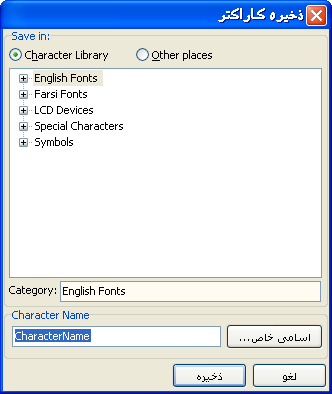 ذخیره کاراکتر
Save in:
Character Library
Other places
English Fonts
Farsi Fonts
LCD Devices
Special Characters
Symbols
Category: English Fonts
Character Name
CharacterName
اسامی خاص...
ذخیره
لغو